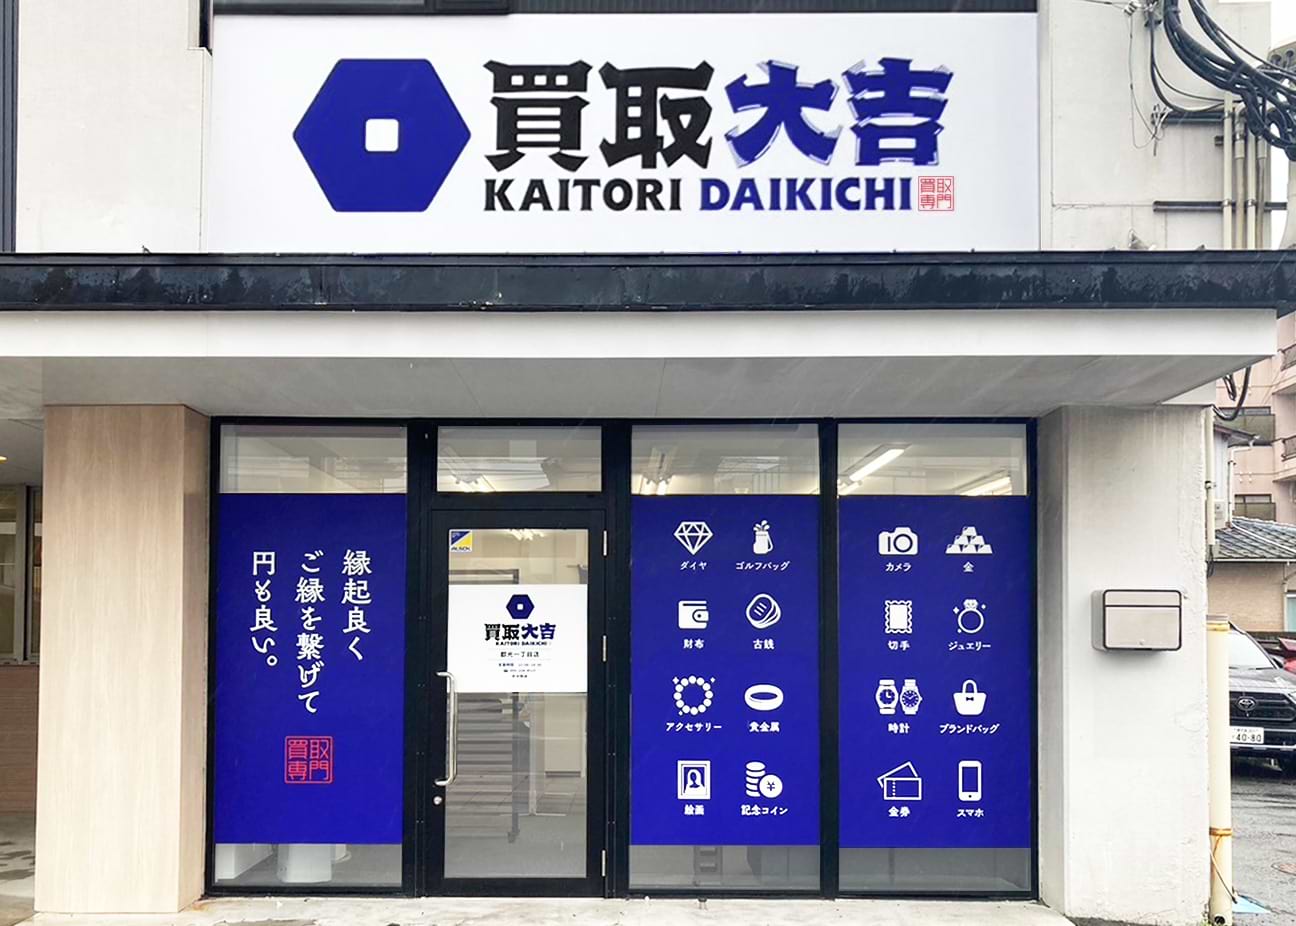 買取大吉
KAITORI DAIKICHI
買取
専門
縁起良く
ご縁を繋げて
円も良い。
買取
専門
ALSOK
買取大吉
KAITORI DAIKICHI
ダイヤ
ゴルフバッグ
財布
古銭
アクセサリー
貴金属
絵画
記念コイン
カメラ
金
切手
ジュエリー
時計
ブランドバッグ
金券
スマホ
40-80